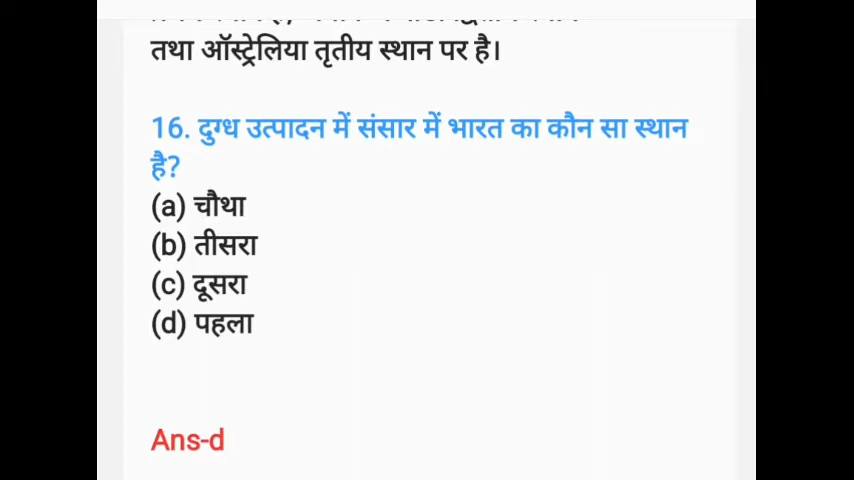 तथा ऑस्ट्रेलिया तृतीय स्थान पर है।
16. दुग्ध उत्पादन में संसार में भारत का कौन सा स्थान
है?
(a) चौथा
(b) तीसरा
(c) दूसरा
(d) पहला
Ans-d